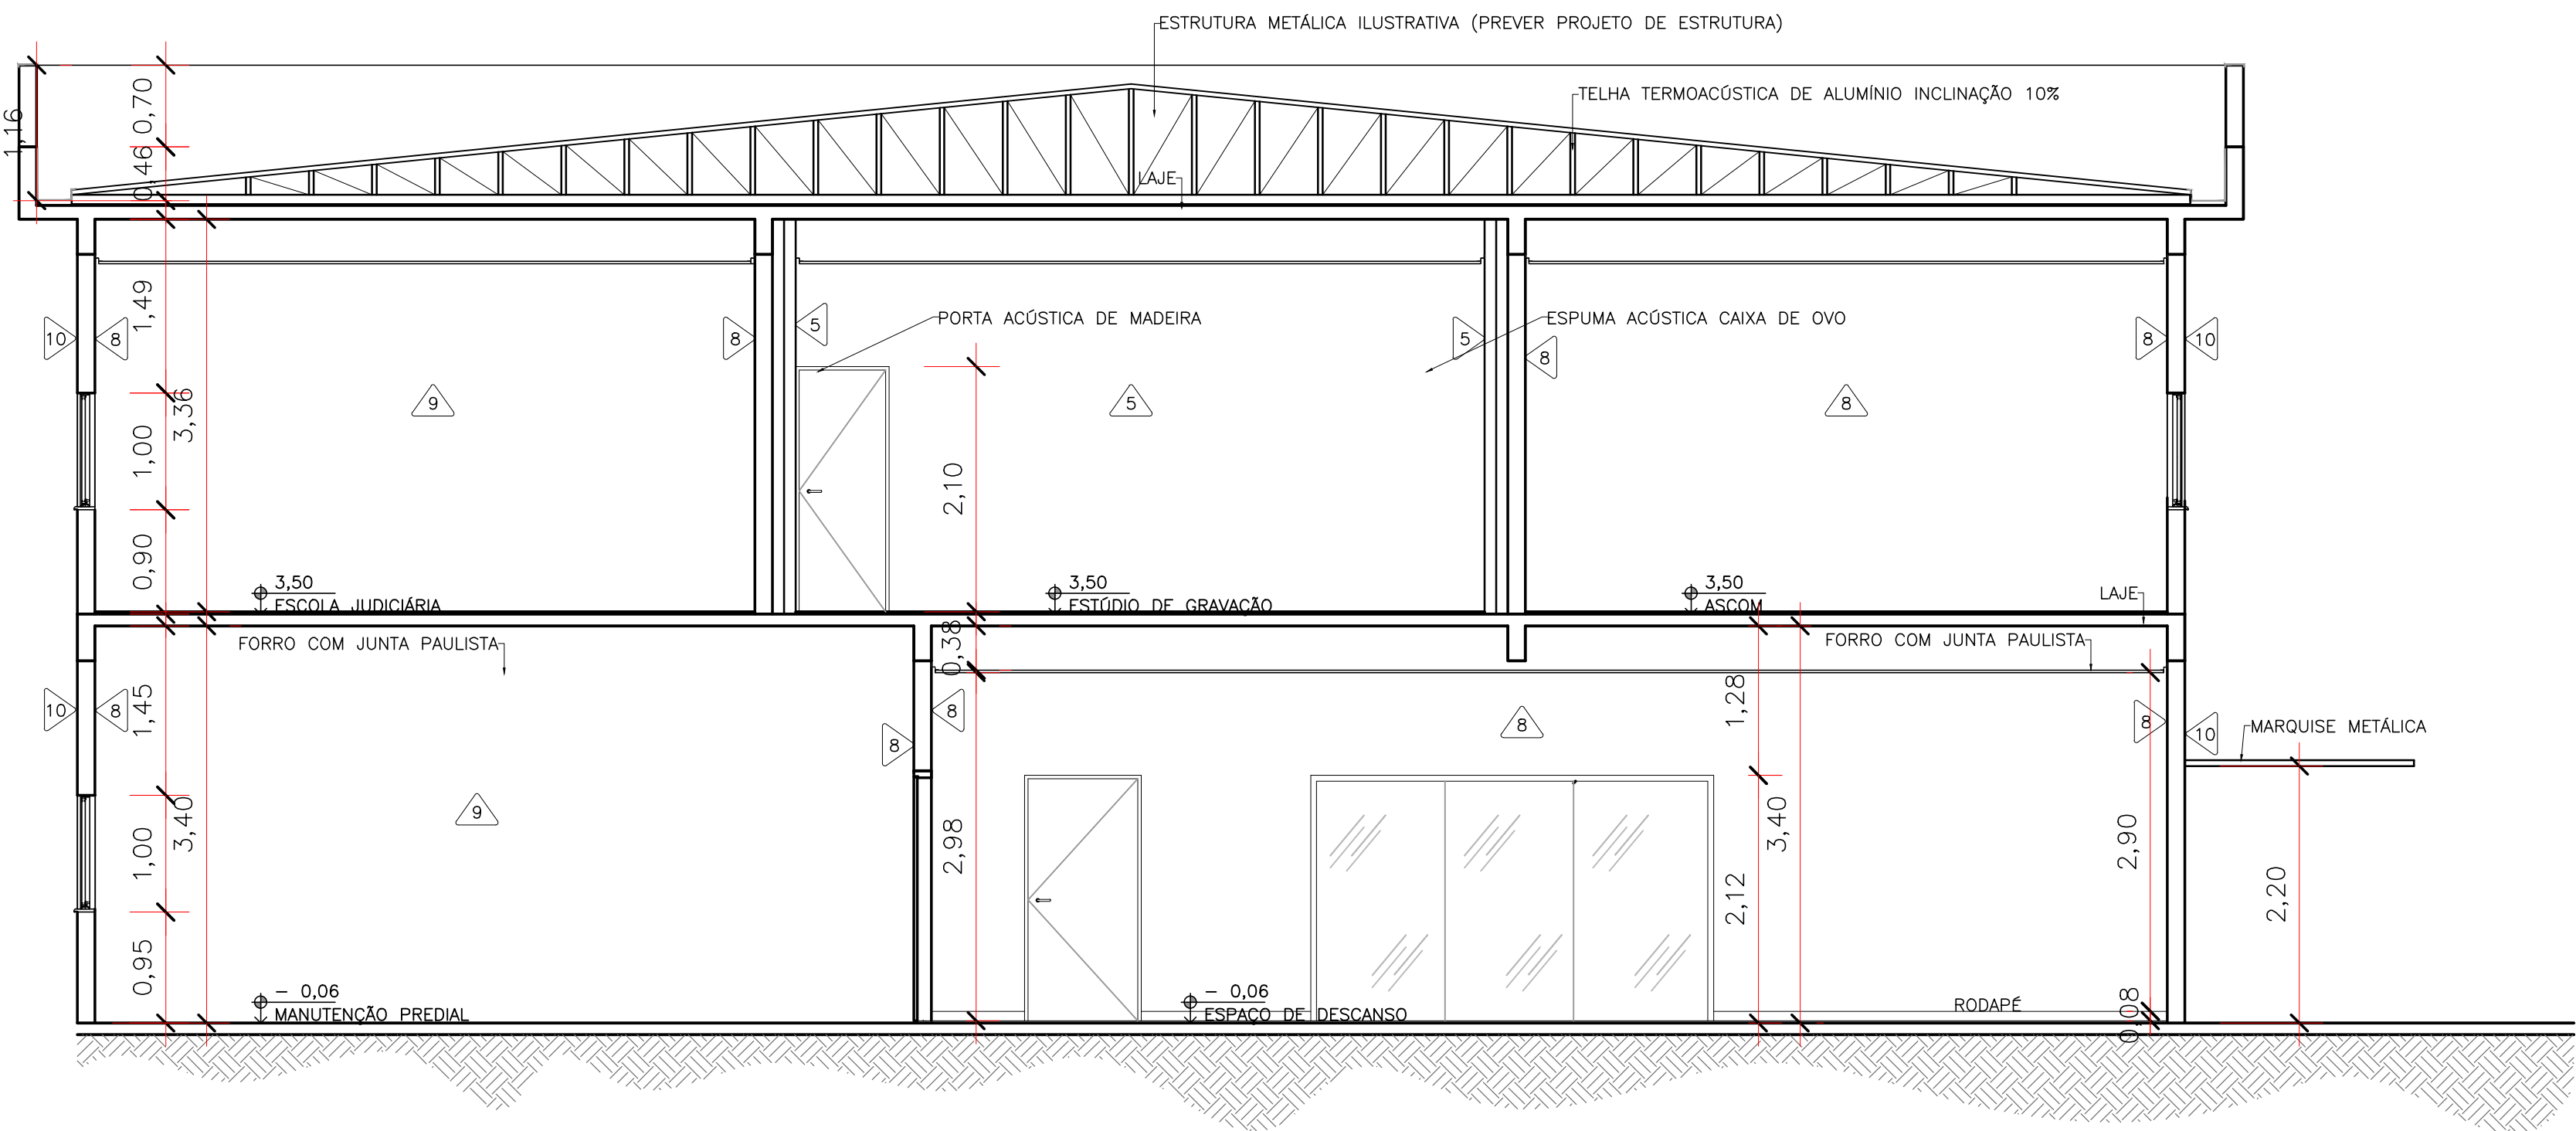 ESTRUTURA METÁLICA ILUSTRATIVA (PREVER PROJETO DE ESTRUTURA)
TELHA TERMOACÚSTICA DE ALUMÍNIO INCLINAÇÃO 10%
1,16
0,70
0,46
LAJE
1,49
3,36
1,00
0,90
10
8
8
5
PORTA ACÚSTICA DE MADEIRA
5
ESPUMA ACÚSTICA CAIXA DE OVO
8
8
10
9
5
8
2,10
3,50
ESCOLA JUDICIÁRIA
3,50
ESTÚDIO DE GRAVAÇÃO
3,50
ASCOM
LAJE
FORRO COM JUNTA PAULISTA
0,38
FORRO COM JUNTA PAULISTA
10
8
1,45
8
8
8
1,28
8
10
MARQUISE METÁLICA
9
3,40
1,00
2,98
3,40
2,12
2,90
2,20
0,95
- 0,06
MANUTENÇÃO PREDIAL
- 0,06
ESPAÇO DE DESCANSO
RODAPÉ
0,08